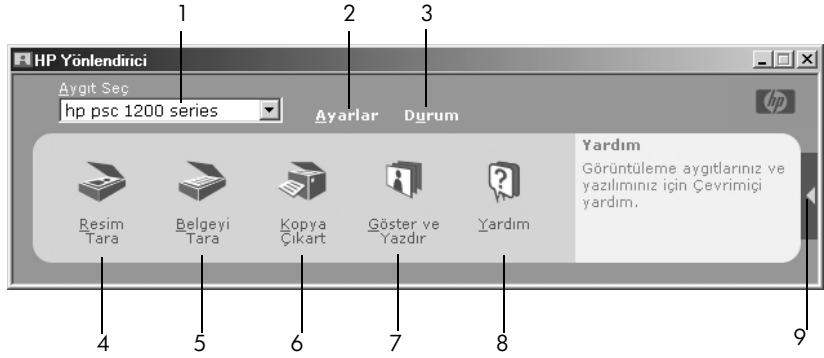 1 2 3
HP Yönlendirici
Aygıt Seç
hp psc 1200 series
Ayarlar Durum
hp
Resim
Tara
Belgeyi
Tara
Kopya
Çıkart
Göster ve
Yazdır
Yardım
Yardım
Görüntüleme aygıtlarınız ve
yazılımınız için Çevrimiçi
yardım.
4 5 6 7 8 9